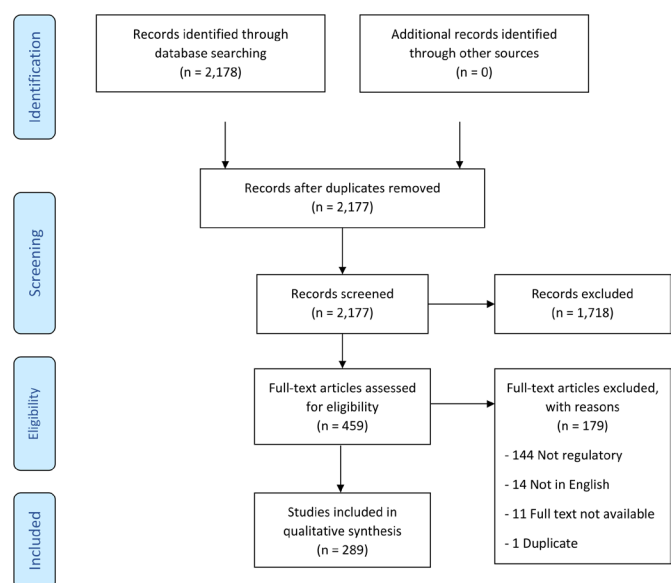 Identification
Records identified through
database searching
(n = 2,178)
Additional records identified
through other sources
(n = 0)
Records after duplicates removed
(n = 2,177)
Screening
Records screened
(n = 2,177)
Records excluded
(n = 1,718)
Eligibility
Full-text articles assessed
for eligibility
(n = 459)
Full-text articles excluded,
with reasons
(n = 179)
- 144 Not regulatory
- 14 Not in English
- 11 Full text not available
- 1 Duplicate
Included
Studies included in
qualitative synthesis
(n = 289)